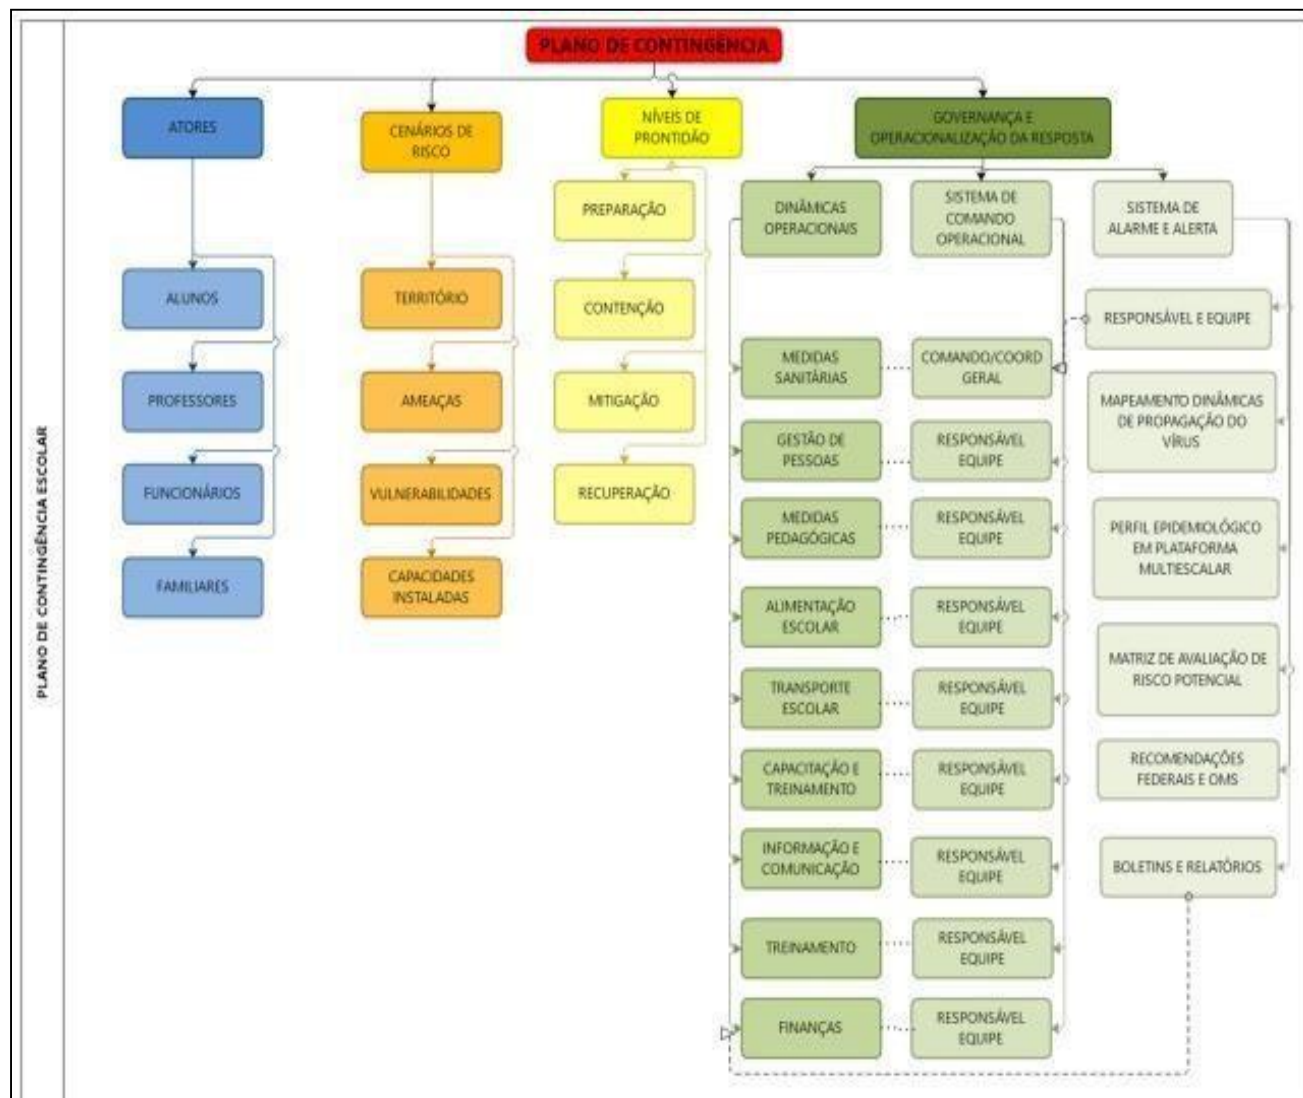 PLANO DE CONTINGÊNCIA ESCOLAR
PLANO DE CONTINGÊNCIA
ATORES
ALUNOS
PROFESSORES
FUNCIONÁRIOS
FAMILIARES
CENÁRIOS DE
RISCO
TERRITÓRIO
AMEAÇAS
VULNERABILIDADES
CAPACIDADES
INSTALADAS
NÍVEIS DE
PRONTIDÃO
PREPARAÇÃO
CONTENÇÃO
MITIGAÇÃO
RECUPERAÇÃO
GOVERNANÇA E
OPERACIONALIZAÇÃO DA RESPOSTA
DINÂMICAS
OPERACIONAIS
MEDIDAS
SANITÁRIAS
GESTÃO DE
PESSOAS
MEDIDAS
PEDAGÓGICAS
ALIMENTAÇÃO
ESCOLAR
TRANSPORTE
ESCOLAR
CAPACITAÇÃO E
TREINAMENTO
INFORMAÇÃO E
COMUNICAÇÃO
TREINAMENTO
FINANÇAS
SISTEMA DE
COMANDO
OPERACIONAL
COMANDO/COORD
GERAL
RESPONSÁVEL
EQUIPE
RESPONSÁVEL
EQUIPE
RESPONSÁVEL
EQUIPE
RESPONSÁVEL
EQUIPE
RESPONSÁVEL
EQUIPE
RESPONSÁVEL
EQUIPE
RESPONSÁVEL
EQUIPE
RESPONSÁVEL
EQUIPE
SISTEMA DE
ALARME E ALERTA
RESPONSÁVEL E EQUIPE
MAPEAMENTO DINÂMICAS
DE PROPAGAÇÃO DO
VÍRUS
PERFIL EPIDEMIOLÓGICO
EM PLATAFORMA
MULTIESCALAR
MATRIZ DE AVALIAÇÃO DE
RISCO POTENCIAL
RECOMENDAÇÕES
FEDERAIS E OMS
BOLETINS E RELATÓRIOS